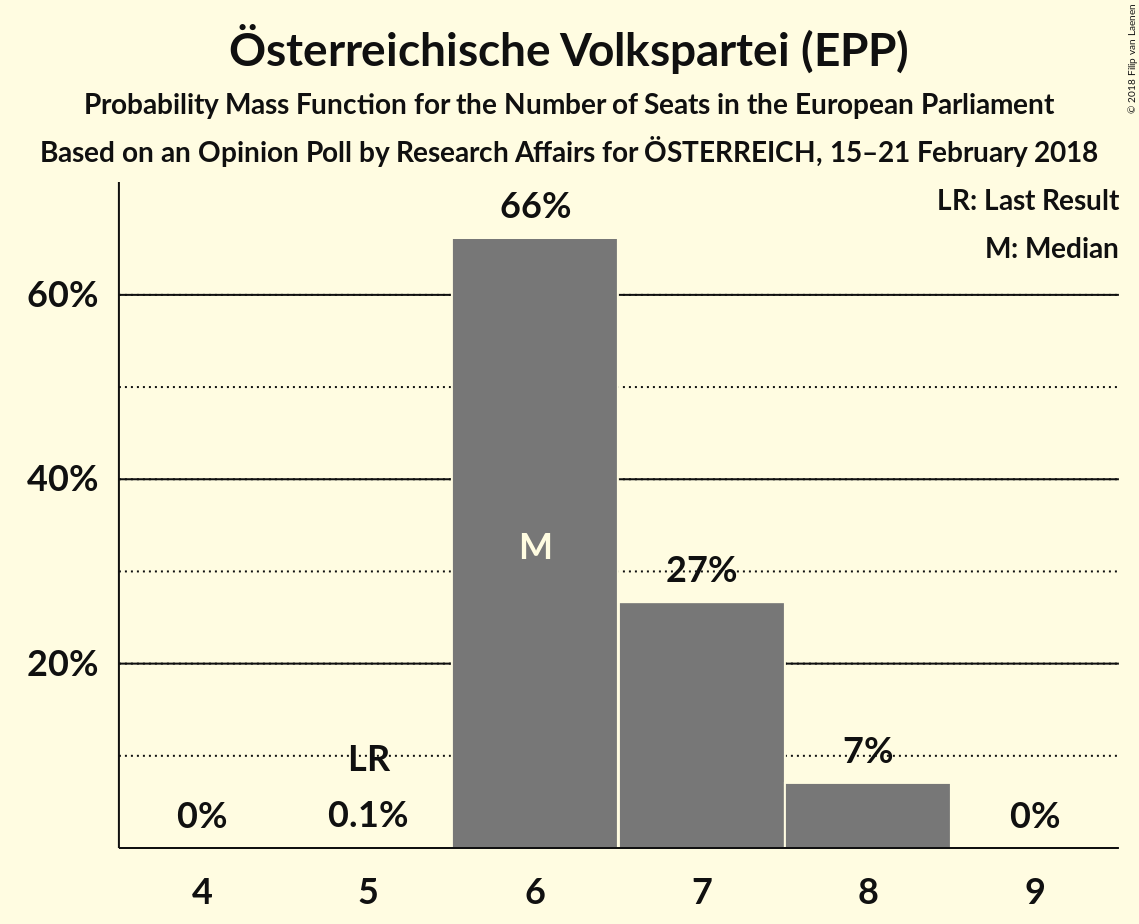 Österreichische Volkspartei (EPP)
Probability Mass Function for the Number of Seats in the European Parliament
Based on an Opinion Poll by Research Affairs for ÖSTERREICH, 15–21 February 2018
© 2018 Filip van Laenen
LR: Last Result
M: Median
66%
60%
40%
M
27%
20%
LR
7%
0%
0.1%
0%
4 5 6 7 8 9